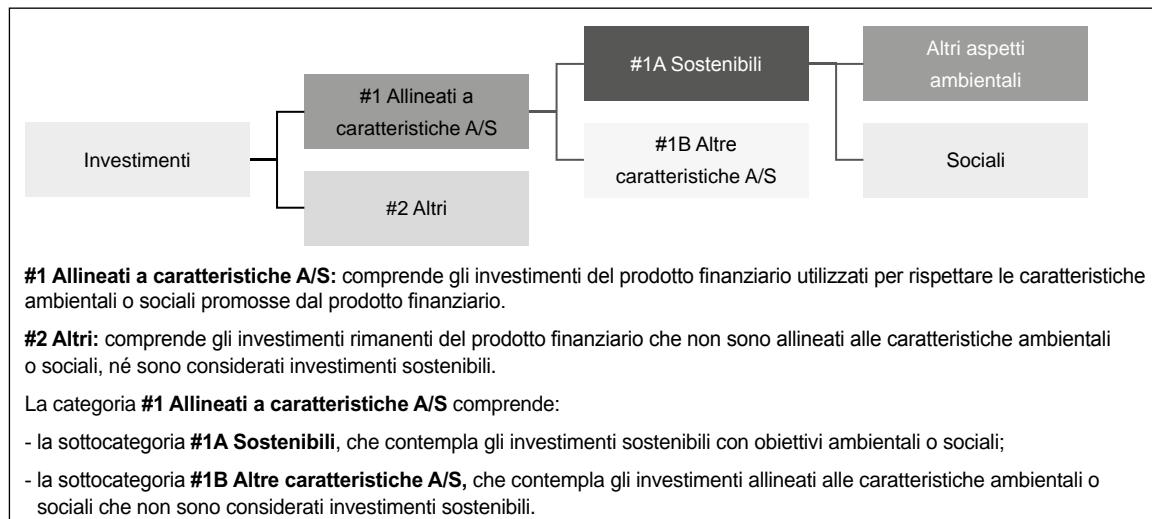 Investimenti
#1 Allineati a
caratteristiche A/S
#2 Altri
#1A Sostenibili
#1B Altre
caratteristiche A/S
Altri aspetti
ambientali
Sociali
#1 Allineati a caratteristiche A/S: comprende gli investimenti del prodotto finanziario utilizzati per rispettare le caratteristiche
ambientali o sociali promosse dal prodotto finanziario.
#2 Altri: comprende gli investimenti rimanenti del prodotto finanziario che non sono allineati alle caratteristiche ambientali
o sociali, né sono considerati investimenti sostenibili.
La categoria #1 Allineati a caratteristiche A/S comprende:
- la sottocategoria #1A Sostenibili, che contempla gli investimenti sostenibili con obiettivi ambientali o sociali;
- la sottocategoria #1B Altre caratteristiche A/S, che contempla gli investimenti allineati alle caratteristiche ambientali o
sociali che non sono considerati investimenti sostenibili.